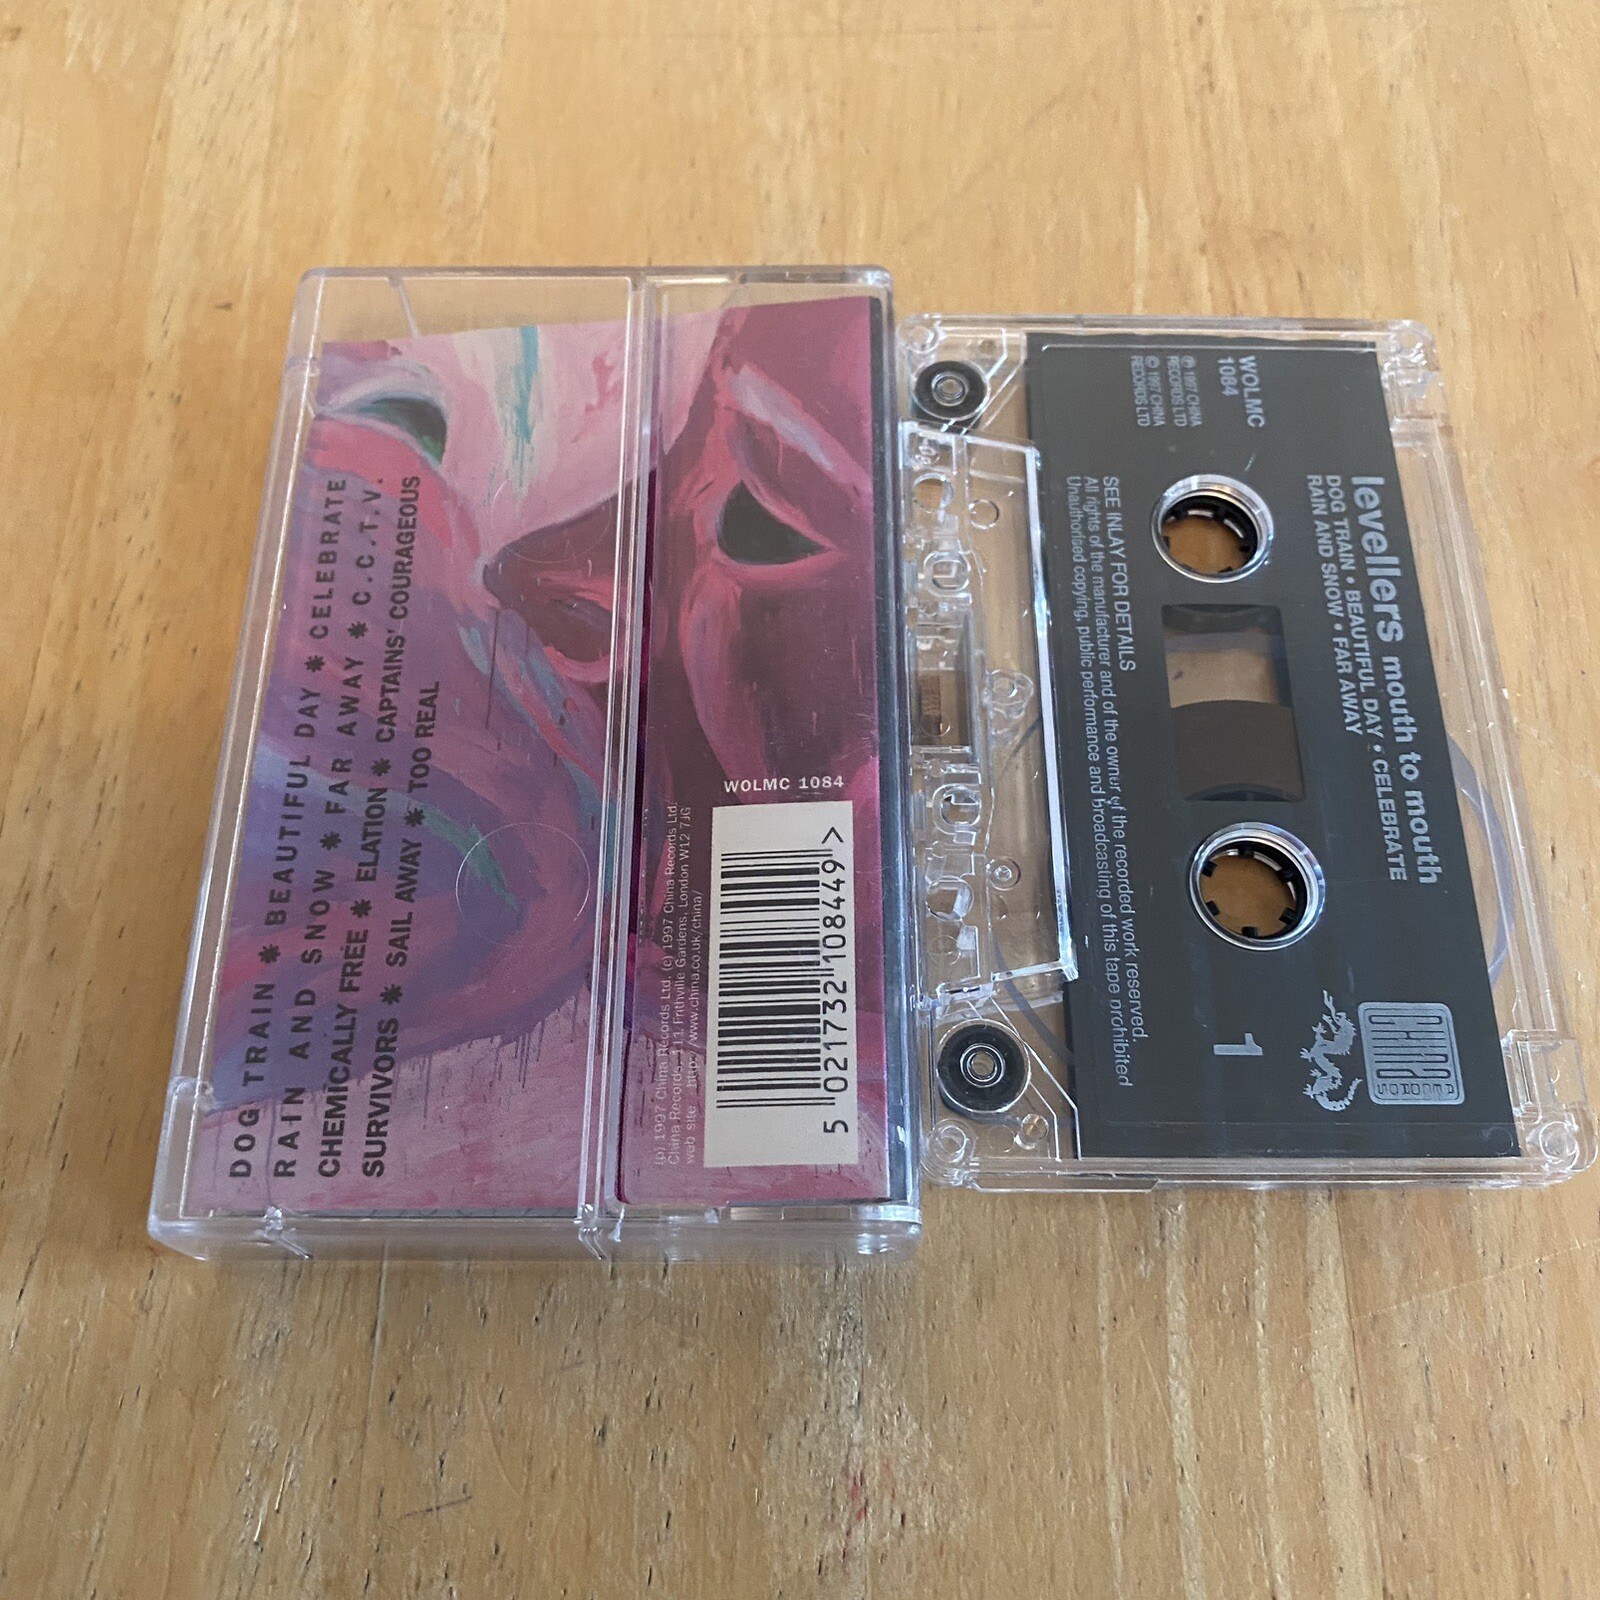 DOG TRAIN * BEAUTIFUL DAY * CELEBRATE
RAIN AND SNOW * FAR AWAY * C.C.T.V.
CHEMICALLY FREE * ELATION * CAPTAINS' COURAGEOUS
SURVIVORS * SAIL AWAY * TOO REAL
(p) 1997 China Records Ltd. (c) 1997 China Records Ltd.
China Records, 111 Frithville Gardens, London W12 7JG
web site : http://www.china.co.uk/china/
WOLMC 1084
5 021732 108449 >
levellers mouth to mouth
DOG TRAIN • BEAUTIFUL DAY • CELEBRATE
RAIN AND SNOW • FAR AWAY
WOLMC
1084
℗ 1997 CHINA
RECORDS LTD
© 1997 CHINA
RECORDS LTD
1
CHINA
RECORDS
SEE INLAY FOR DETAILS
All rights of the manufacturer and of the owner of the recorded work reserved.
Unauthorised copying, public performance and broadcasting of this tape prohibited